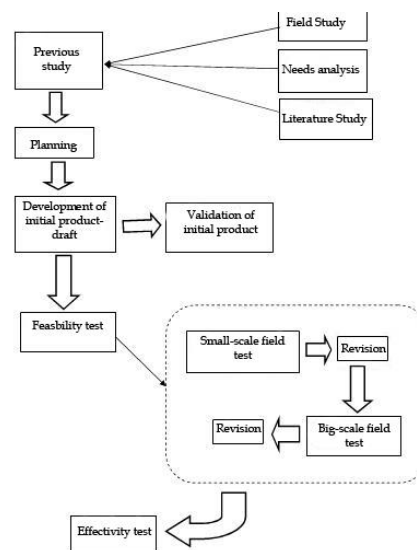 Field Study
Previous
study
Needs analysis
Literature Study
Planning
Development of
initial product-
draft
Validation of
initial product
Feasbility test
Small-scale field
test
Revision
Big-scale field
test
Revision
Effectivity test